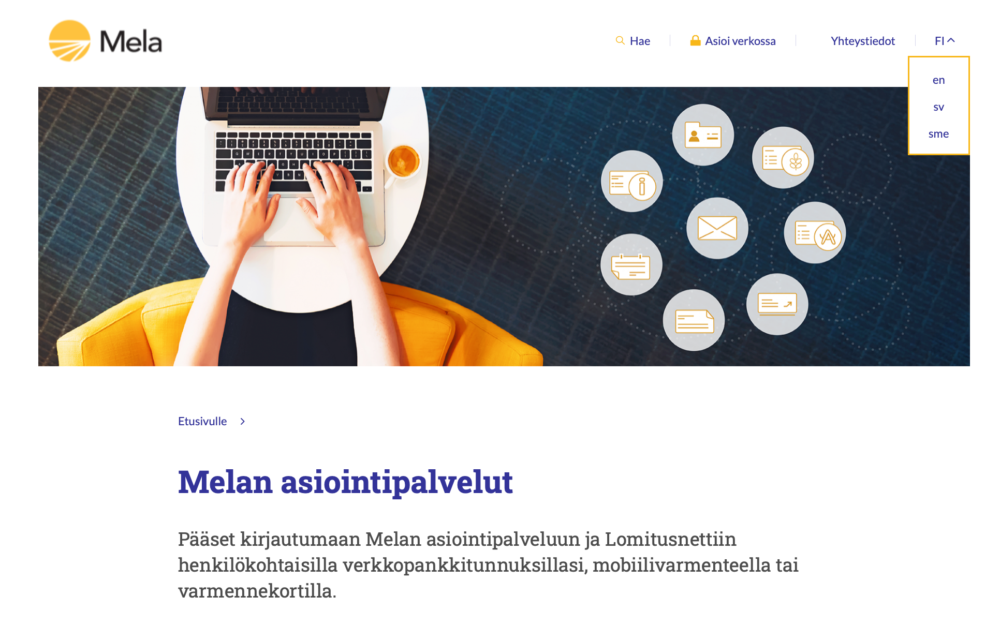 Mela
Hae
Asioi verkossa
Yhteystiedot
FI
en
sv
sme
Etusivulle
Melan asiointipalvelut
Pääset kirjautumaan Melan asiointipalveluun ja Lomitusnettiin
henkilökohtaisilla verkkopankkitunnuksillasi, mobiilivarmenteella tai
varmennekortilla.